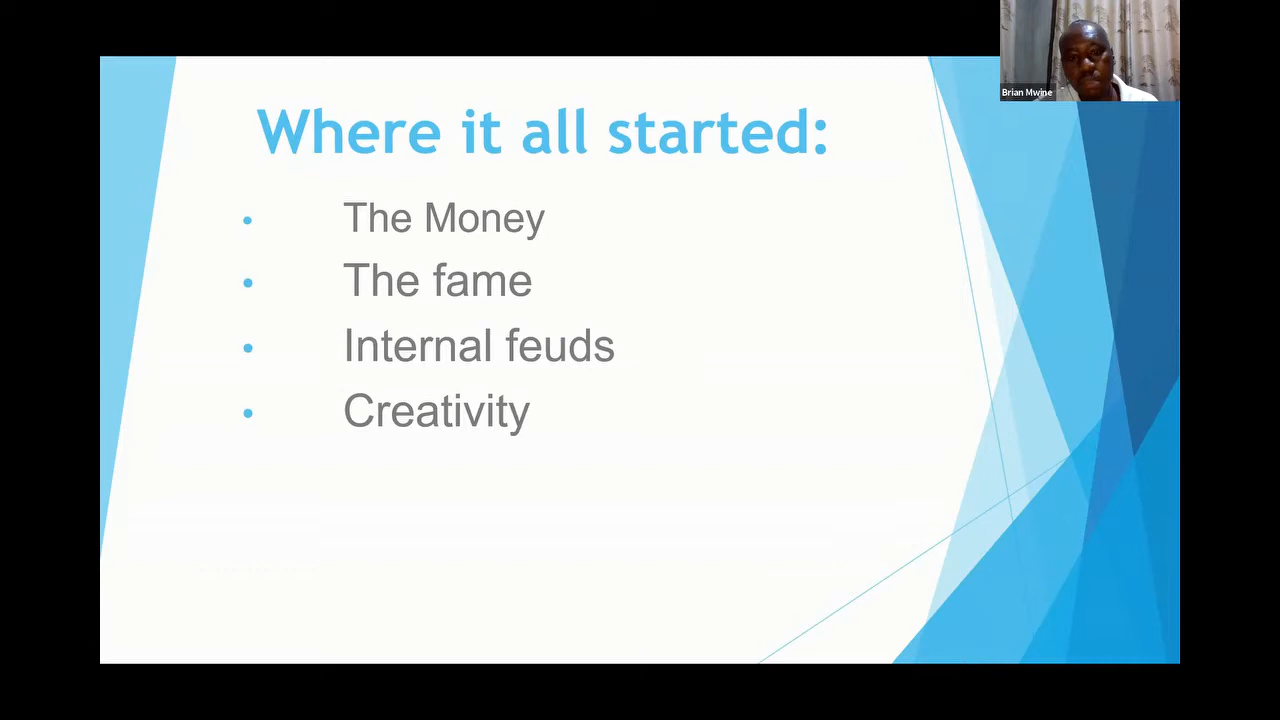 Where it all started:
• The Money
• The fame
• Internal feuds
• Creativity
Brian Mwine